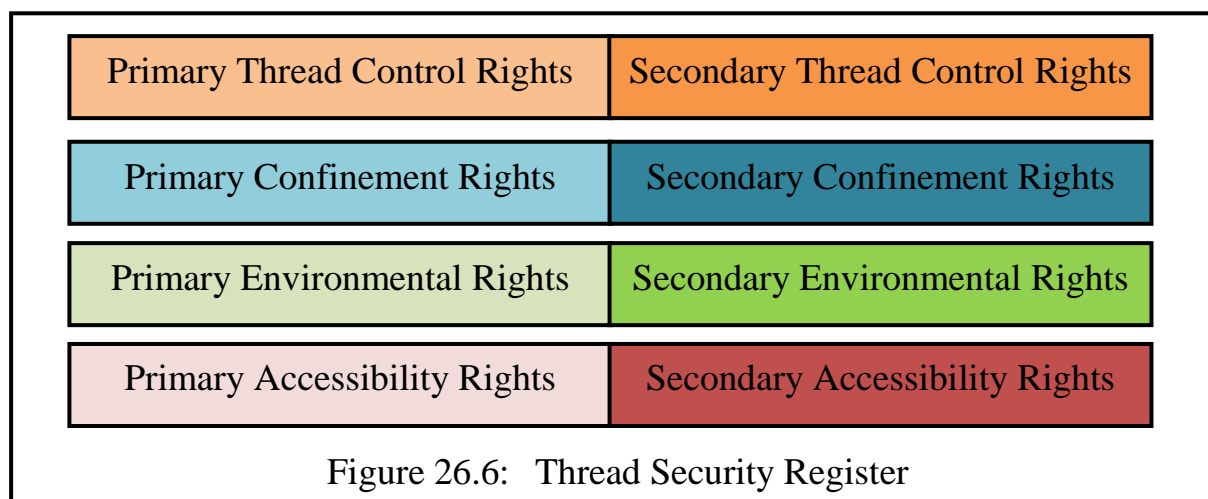 Primary Thread Control Rights Secondary Thread Control Rights
Primary Confinement Rights Secondary Confinement Rights
Primary Environmental Rights Secondary Environmental Rights
Primary Accessibility Rights Secondary Accessibility Rights
Figure 26.6: Thread Security Register